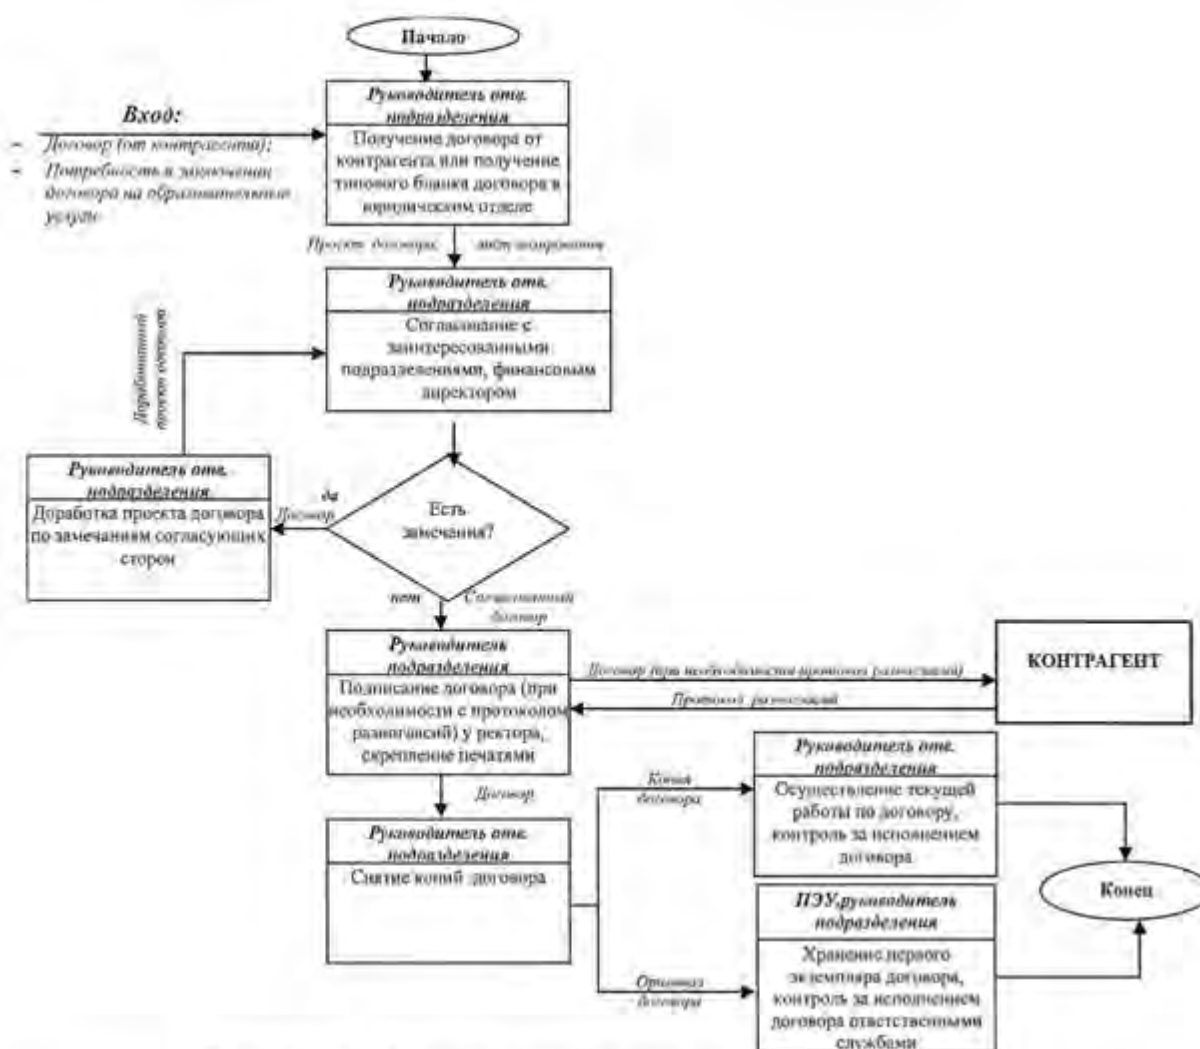 Начало
Руководитель отв.
подразделения
Вход:
- Договор (от контрагента);
- Потребность в заключении
договора на образовательные
услуги
Получение договора от
контрагента или получение
типового бланка договора в
юридическом отделе
Проект договора,
Руководитель отв.
подразделения
Согласование с
заинтересованными
подразделениями, финансовым
директором
Доработанный
проект
Руководитель отв.
подразделения
Доработка проекта договора
по замечаниям согласующих
сторон
да
Договор
Есть
замечания?
нет
Согласованный
договор
Руководитель
подразделения
Подписание договора (при
необходимости с протоколом
разногласий) у ректора,
скрепление печатями
Договор (при необходимости протокол разногласий)
Протокол разногласий
КОНТРАГЕНТ
Договор
Руководитель отв.
подразделения
Снятие копий договора
Копия
договора
Руководитель отв.
подразделения
Осуществление текущей
работы по договору,
контроль за исполнением
договора
Конец
Оригинал
договора
ПЭУ,руководитель
подразделения
Хранение первого
экземпляра договора,
контроль за исполнением
договора ответственными
службами